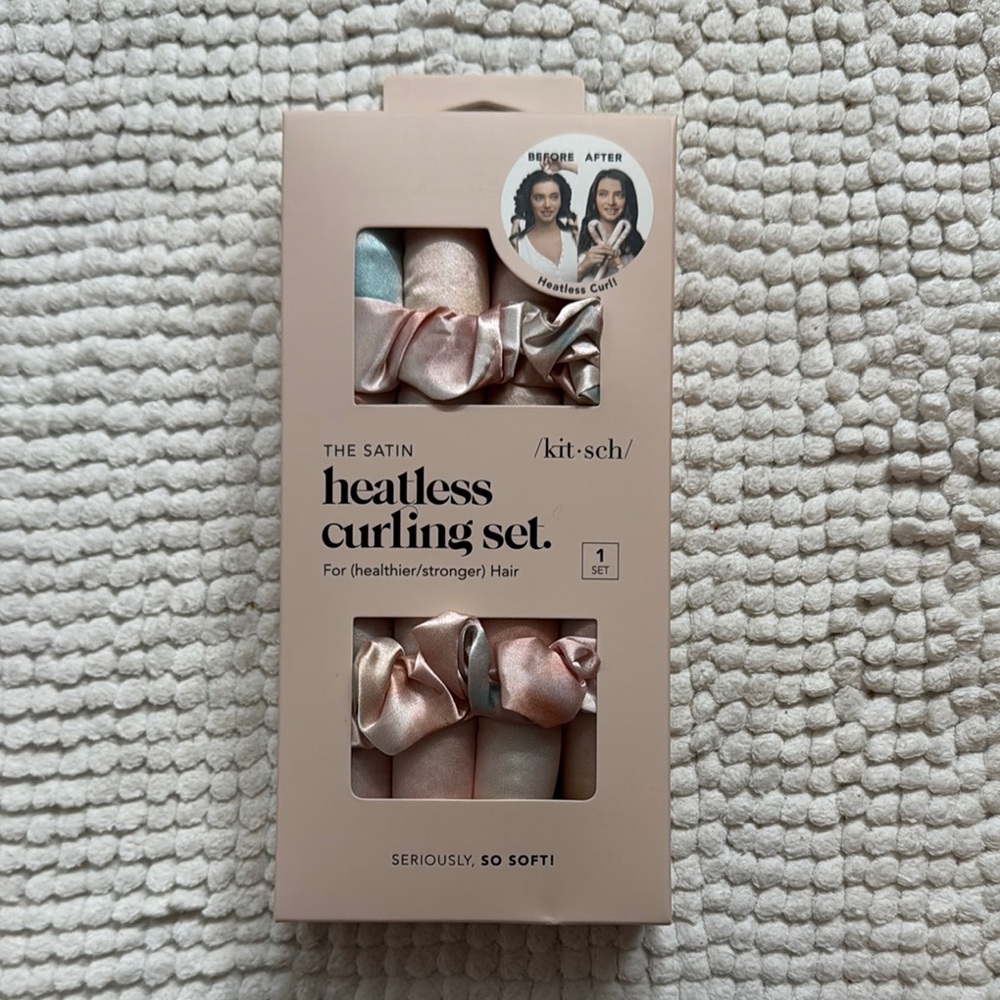 BEFORE AFTER
Heatless Curl!
THE SATIN
/kit·sch/
heatless
curling set.
For (healthier/stronger) Hair
1
SET
SERIOUSLY, SO SOFT!